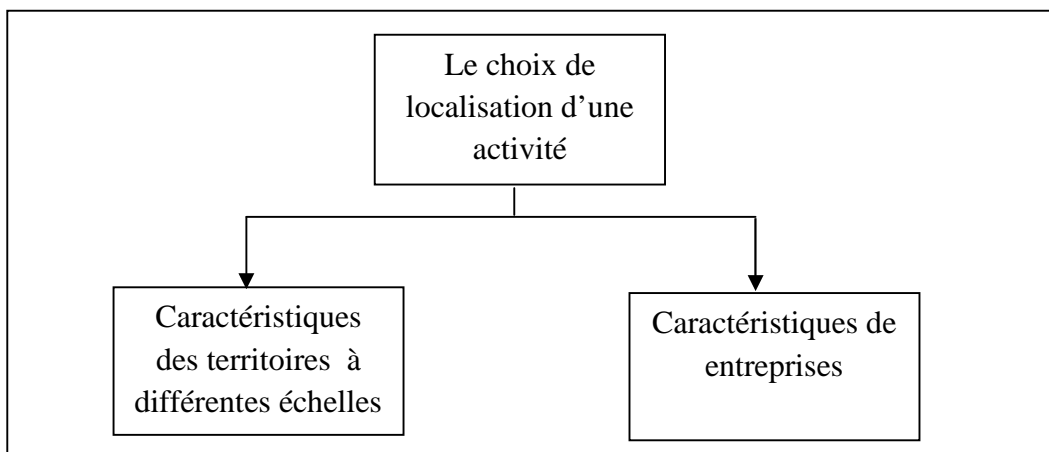 Le choix de
localisation d’une
activité
Caractéristiques
des territoires à
différentes échelles
Caractéristiques de
entreprises